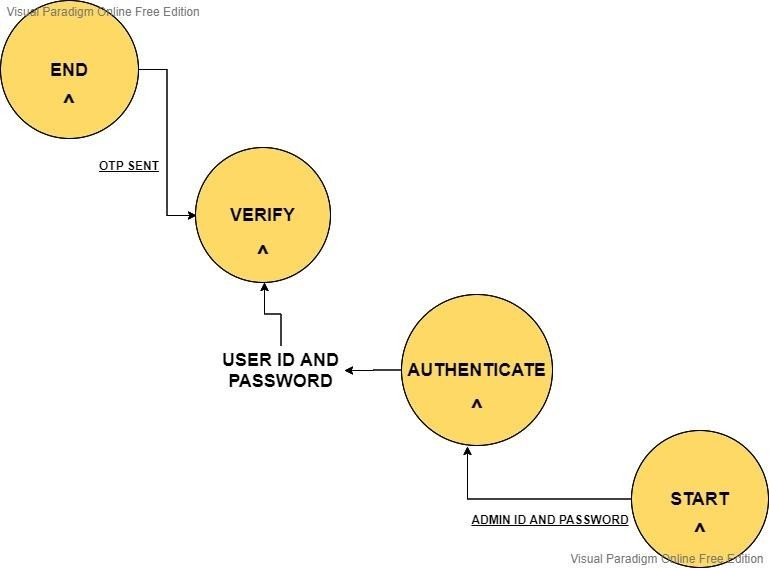 Visual Paradigm Online Free Edition
END
^
OTP SENT
VERIFY
^
USER ID AND
PASSWORD
AUTHENTICATE
^
START
^
ADMIN ID AND PASSWORD
Visual Paradigm Online Free Edition